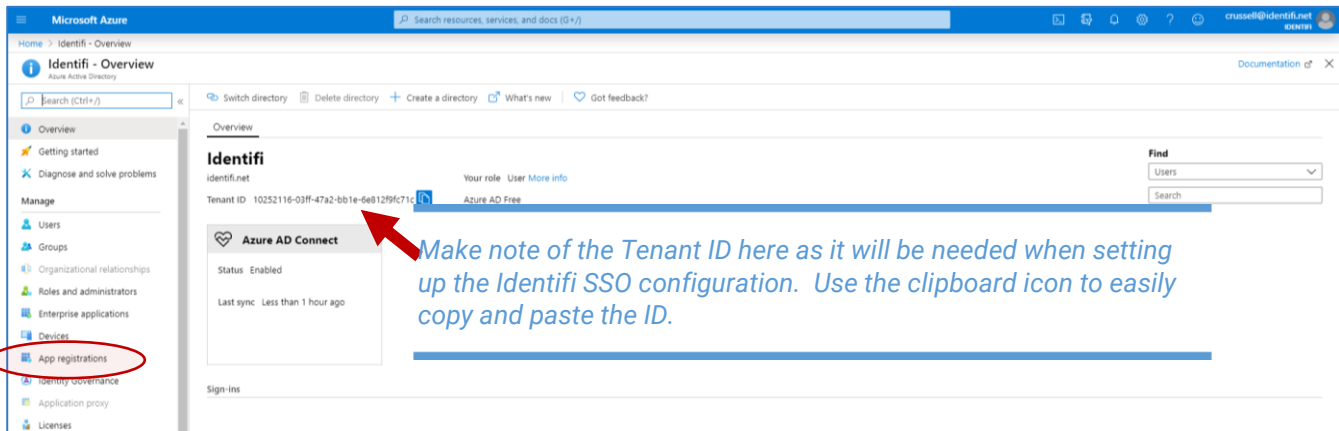 Microsoft Azure
Search resources, services, and docs (G+/)
crussell@identifi.net
IDENTIFI
Home > Identifi - Overview
Identifi - Overview
Azure Active Directory
Documentation
Search (Ctrl+/)
Switch directory Delete directory Create a directory What's new Got feedback?
Overview
Getting started
Diagnose and solve problems
Manage
Users
Groups
Organizational relationships
Roles and administrators
Enterprise applications
Devices
App registrations
Identity Governance
Application proxy
Licenses
Overview
Identifi
identifi.net
Your role User More info
Tenant ID 10252116-03ff-47a2-bb1e-6e812f9fc71c
Azure AD Free
Find
Users
Search
Azure AD Connect
Status Enabled
Last sync Less than 1 hour ago
Make note of the Tenant ID here as it will be needed when setting
up the Identifi SSO configuration. Use the clipboard icon to easily
copy and paste the ID.
Sign-ins